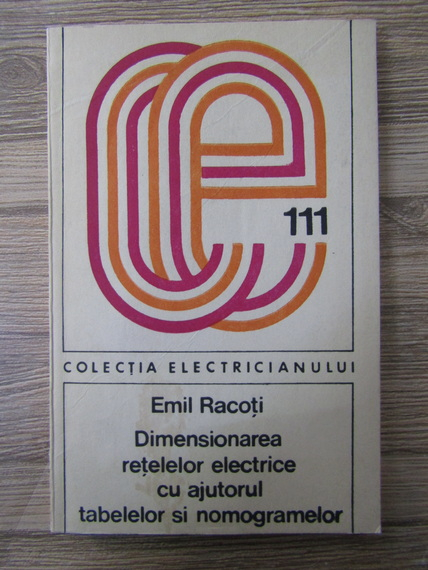 111
COLECȚIA ELECTRICIANULUI
Emil Racoți
Dimensionarea
rețelelor electrice
cu ajutorul
tabelelor si nomogramelor